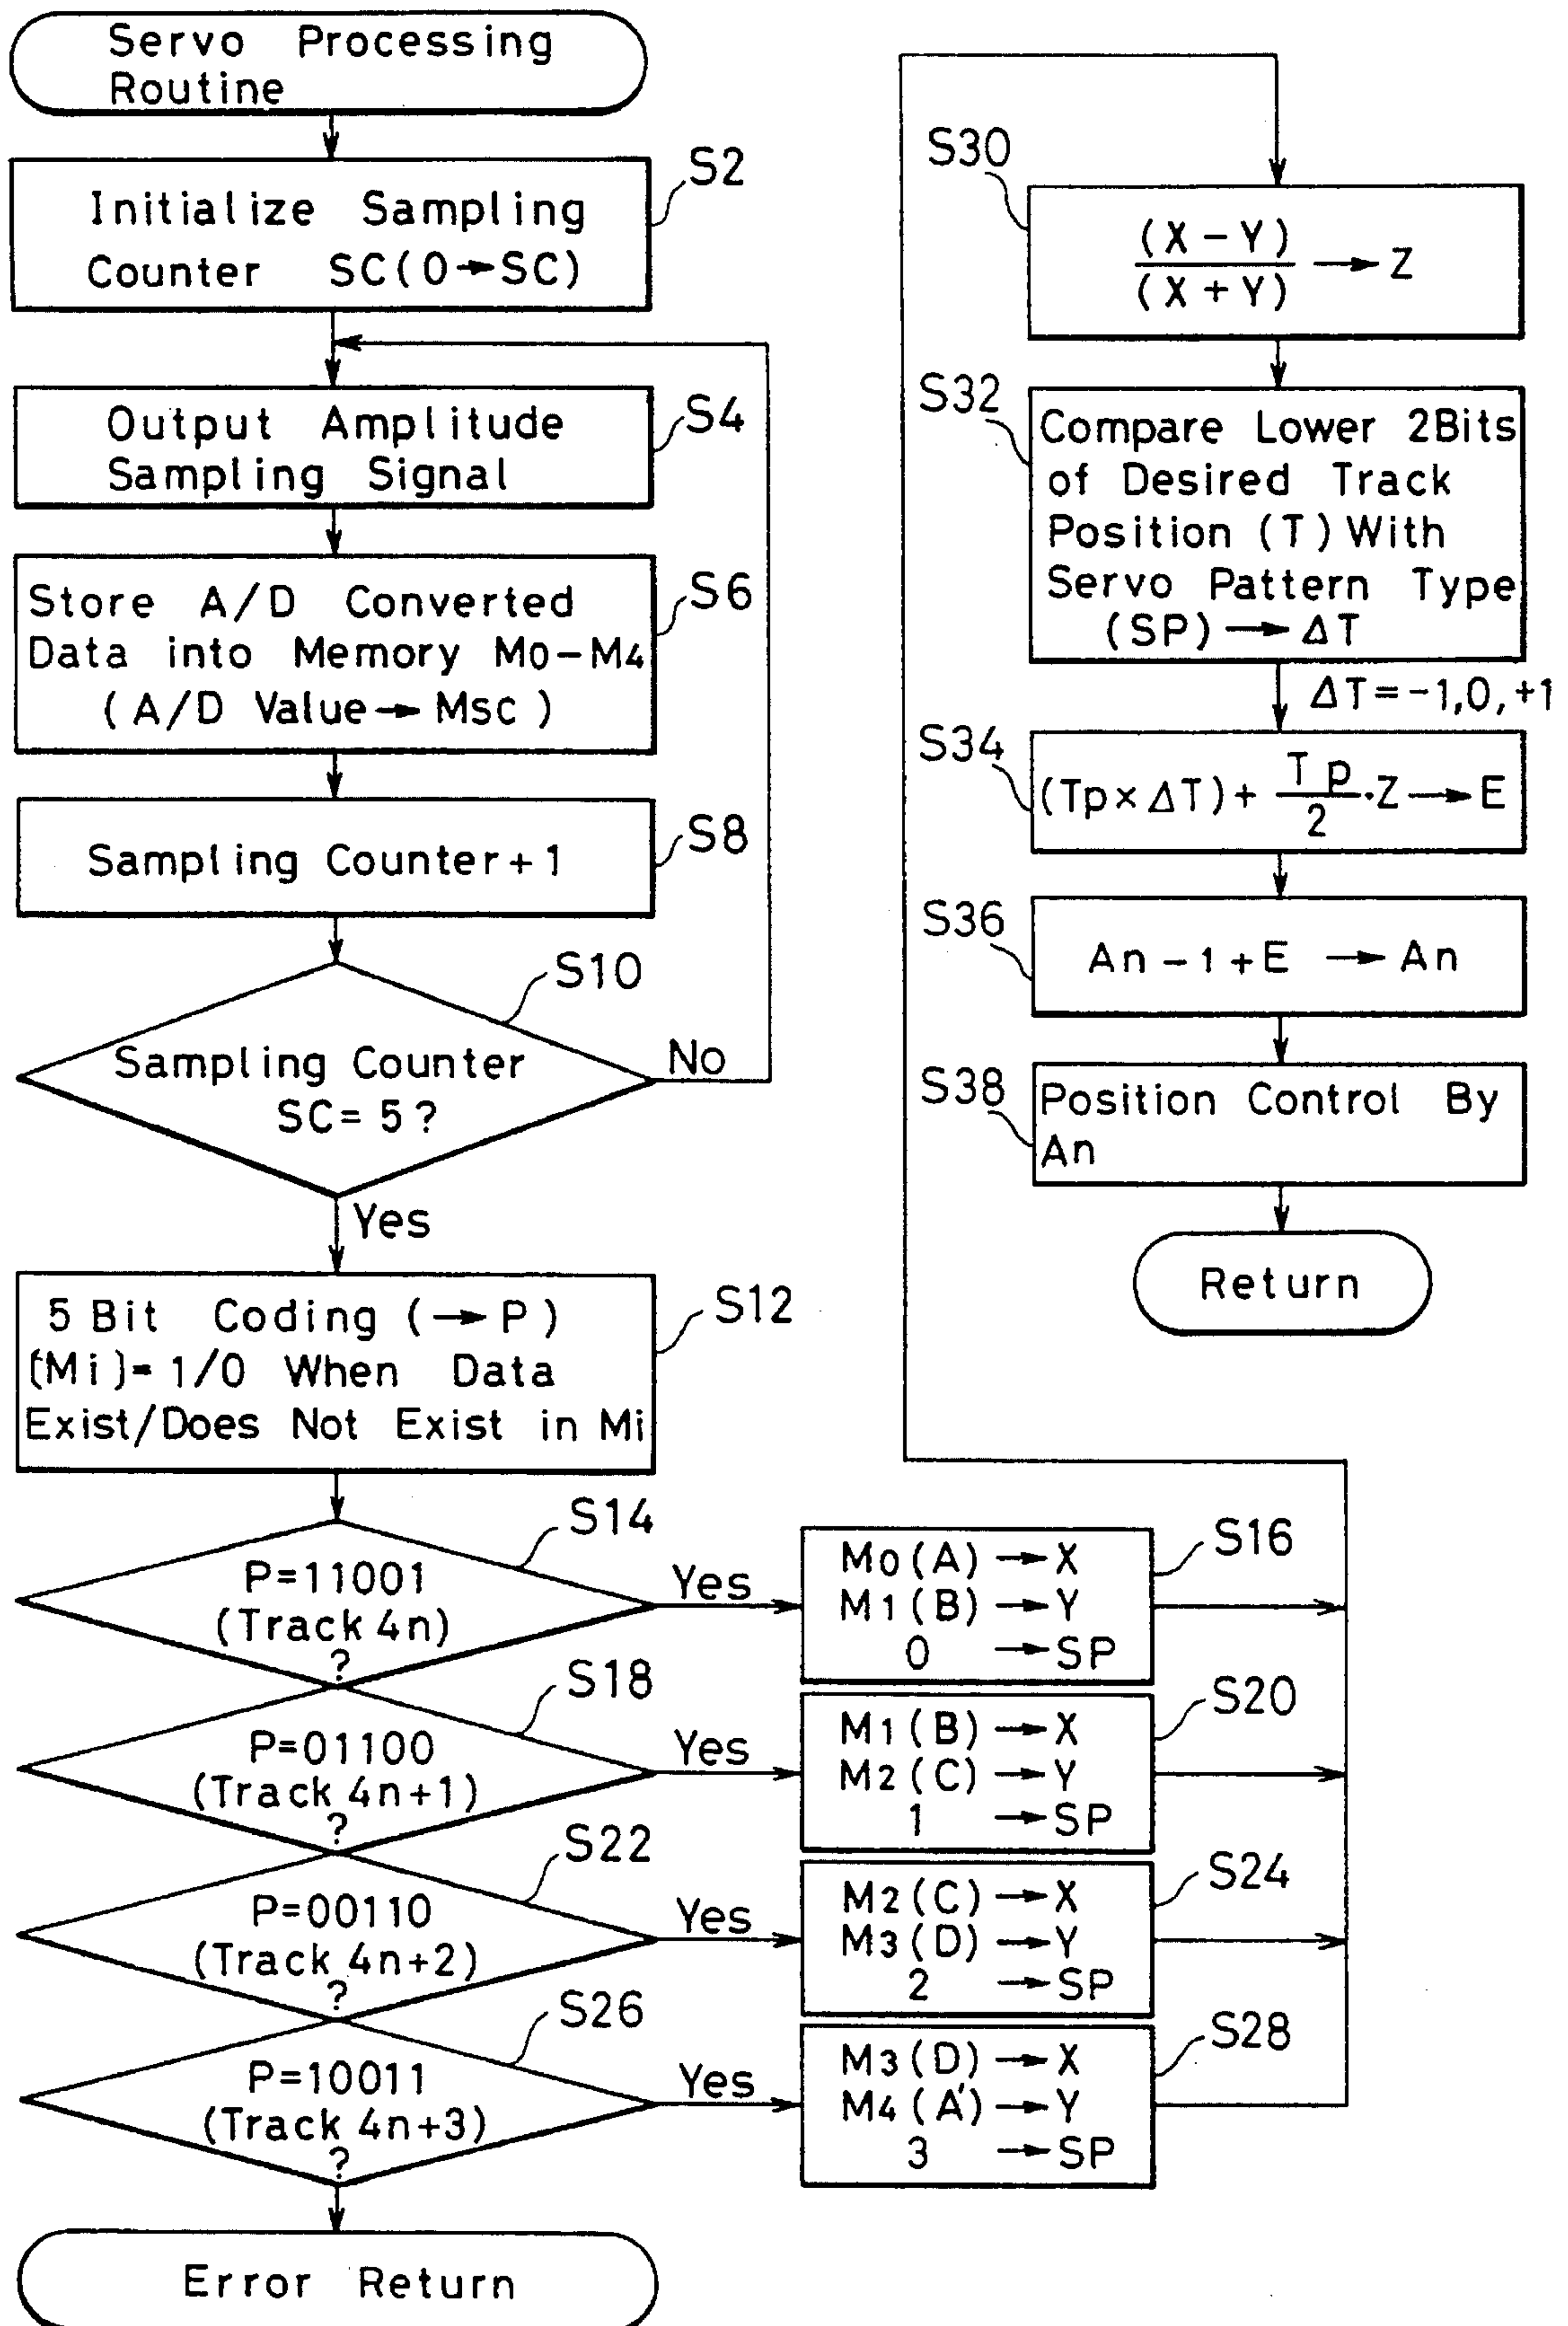 Servo Processing
Routine
S2
Initialize Sampling
Counter SC(0→SC)
S4
Output Amplitude
Sampling Signal
S6
Store A/D Converted
Data into Memory M0-M4
(A/D Value→MSC)
S8
Sampling Counter+1
S10
Sampling Counter
SC=5?
No
Yes
S12
5 Bit Coding (→P)
[Mi]=1/0 When Data
Exist/Does Not Exist in Mi
S14
P=11001
(Track 4n)
?
Yes
S16
M0(A)→X
M1(B)→Y
0 →SP
S18
P=01100
(Track 4n+1)
?
Yes
S20
M1(B)→X
M2(C)→Y
1 →SP
S22
P=00110
(Track 4n+2)
?
Yes
S24
M2(C)→X
M3(D)→Y
2 →SP
S26
P=10011
(Track 4n+3)
?
Yes
S28
M3(D)→X
M4(A')→Y
3 →SP
Error Return
S30
(X-Y)
(X+Y)
→Z
S32
Compare Lower 2Bits
of Desired Track
Position (T) With
Servo Pattern Type
(SP)→ΔT
ΔT=-1,0,+1
S34
(Tp×ΔT)+ Tp/2·Z→E
S36
An-1+E →An
S38
Position Control By
An
Return